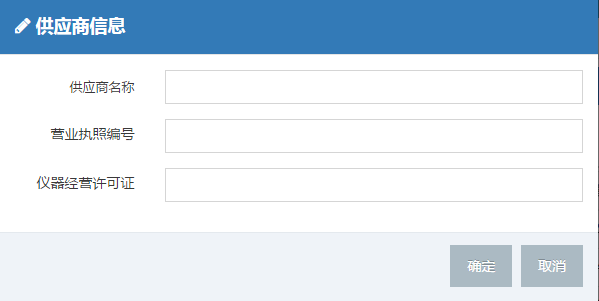 供应商信息
供应商名称
营业执照编号
仪器经营许可证
确定 取消